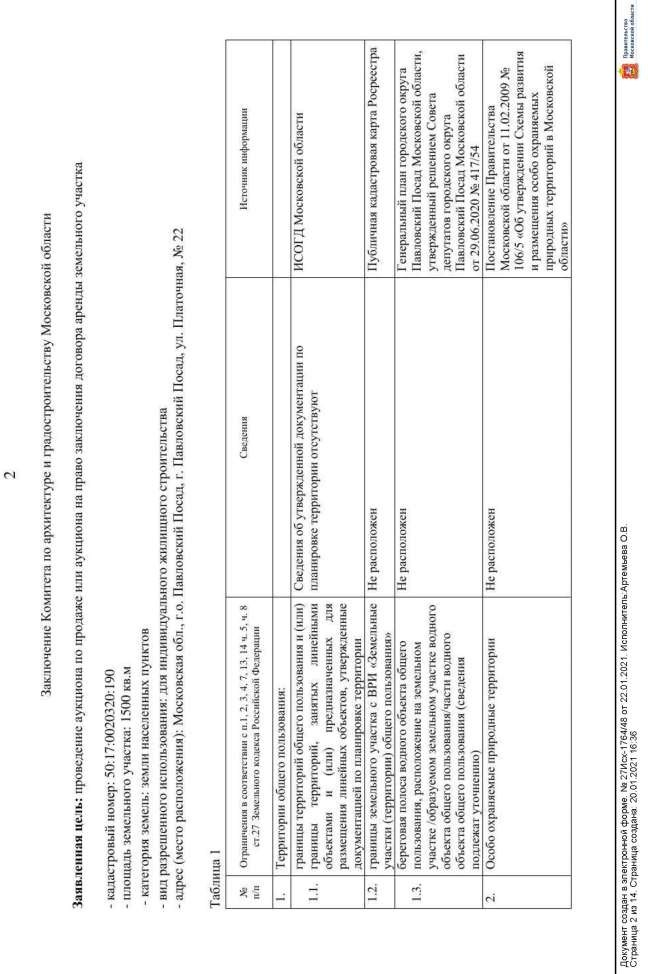 2
Заключение Комитета по архитектуре и градостроительству Московской области
Заявленная цель: проведение аукциона по продаже или аукциона на право заключения договора аренды земельного участка
- кадастровый номер: 50:17:0020320:190
- площадь земельного участка: 1500 кв.м
- категория земель: земли населенных пунктов
- вид разрешенного использования: для индивидуального жилищного строительства
- адрес (место расположения): Московская обл., г.о. Павловский Посад, г. Павловский Посад, ул. Платочная, № 22
Таблица 1
№
п/п
Ограничения в соответствии с п.1, 2, 3, 4, 7, 13, 14 ч. 5, ч. 8
ст.27 Земельного кодекса Российской Федерации
Сведения
Источник информации
1.
Территории общего пользования:
1.1.
границы территорий общего пользования и (или)
границы территорий, занятых линейными
объектами и (или) предназначенных для
размещения линейных объектов, утвержденные
документацией по планировке территории
Сведения об утвержденной документации по
планировке территории отсутствуют
ИСОГД Московской области
1.2.
границы земельного участка с ВРИ «Земельные
участки (территории) общего пользования»
Не расположен
Публичная кадастровая карта Росреестра
1.3.
береговая полоса водного объекта общего
пользования, расположение на земельном
участке /образуемом земельном участке водного
объекта общего пользования/части водного
объекта общего пользования (сведения
подлежат уточнению)
Не расположен
Генеральный план городского округа
Павловский Посад Московской области,
утвержденный решением Совета
депутатов городского округа
Павловский Посад Московской области
от 29.06.2020 № 417/54
2.
Особо охраняемые природные территории
Не расположен
Постановление Правительства
Московской области от 11.02.2009 №
106/5 «Об утверждении Схемы развития
и размещения особо охраняемых
природных территорий в Московской
области»
Документ создан в электронной форме. № 27Исх-1764/48 от 22.01.2021. Исполнитель:Артемьева О.В.
Страница 2 из 14. Страница создана: 20.01.2021 16:36
Правительство
Московской области